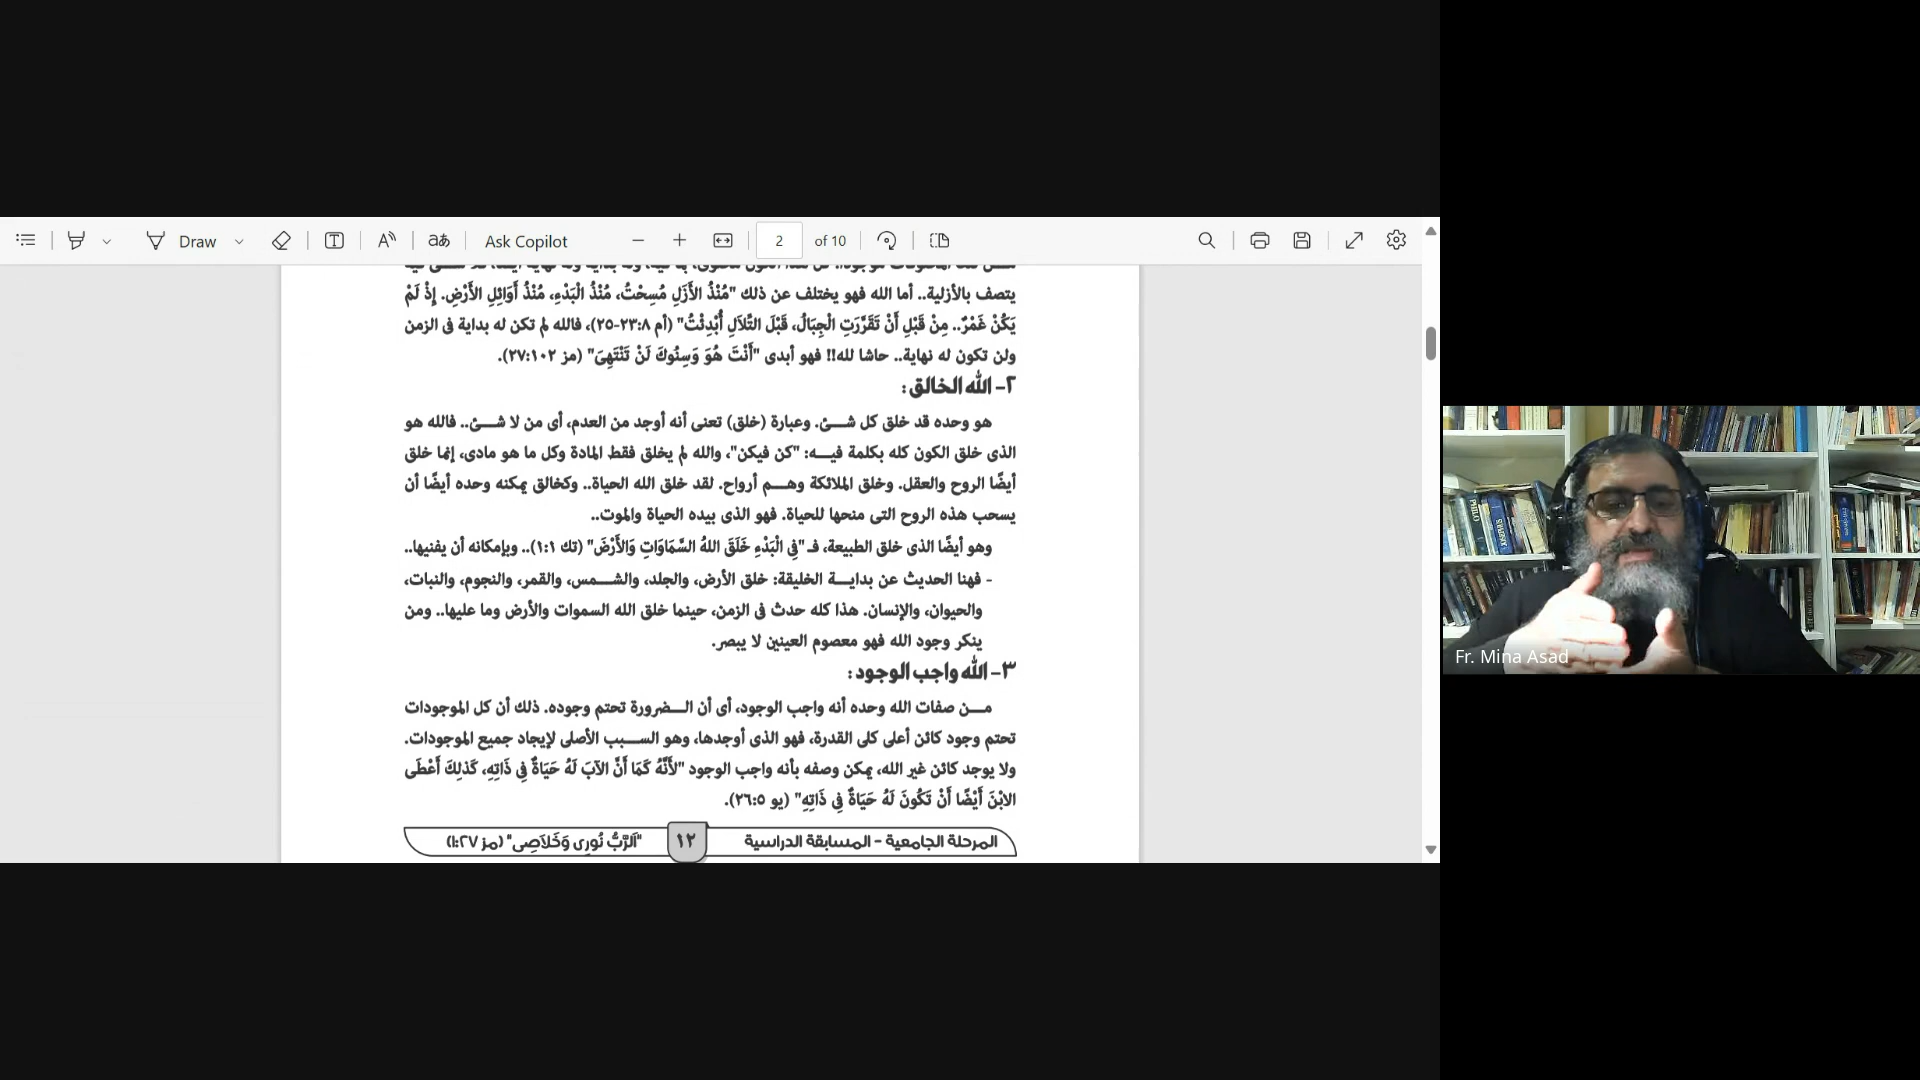 Draw
Ask Copilot
2 of 10
يتصف بالأزلية.. أما الله فهو يختلف عن ذلك "مُنْذُ الأَزَلِ مُسِحْتُ، مُنْذُ الْبَدْءِ، مُنْذُ أَوَائِلِ الأَرْضِ. إِذْ لَمْ
يَكُنْ غَمْرٌ.. مِنْ قَبْلِ أَنْ تَقَرَّرَتِ الْجِبَالُ، قَبْلَ التِّلاَلِ أُبْدِئْتُ" (أم ٢٣:٨-٢٥)، فالله لم تكن له بداية فى الزمن
ولن تكون له نهاية.. حاشا لله!! فهو أبدى "أَنْتَ هُوَ وَسِنُوكَ لَنْ تَنْتَهِىَ" (مز ٢٧:١٠٢).
٢- الله الخالق :
هو وحده قد خلق كل شئ. وعبارة (خلق) تعنى أنه أوجد من العدم، أى من لا شئ.. فالله هو
الذى خلق الكون كله بكلمة فيه: "كن فيكن"، والله لم يخلق فقط المادة وكل ما هو مادى، إنما خلق
أيضًا الروح والعقل. وخلق الملائكة وهم أرواح. لقد خلق الله الحياة.. وكخالق يمكنه وحده أيضًا أن
يسحب هذه الروح التى منحها للحياة. فهو الذى بيده الحياة والموت..
وهو أيضًا الذى خلق الطبيعة، فـ "فِى الْبَدْءِ خَلَقَ اللهُ السَّمَاوَاتِ وَالأَرْضَ" (تك ١:١).. وبإمكانه أن يفنيها..
- فهنا الحديث عن بداية الخليقة: خلق الأرض، والجلد، والشمس، والقمر، والنجوم، والنبات،
والحيوان، والإنسان. هذا كله حدث فى الزمن، حينما خلق الله السموات والأرض وما عليها.. ومن
ينكر وجود الله فهو معصوم العينين لا يبصر.
٣- الله واجب الوجود :
من صفات الله وحده أنه واجب الوجود، أى أن الضرورة تحتم وجوده. ذلك أن كل الموجودات
تحتم وجود كائن أعلى كلى القدرة، فهو الذى أوجدها، وهو السبب الأصلى لإيجاد جميع الموجودات.
ولا يوجد كائن غير الله، يمكن وصفه بأنه واجب الوجود "لأَنَّهُ كَمَا أَنَّ الآبَ لَهُ حَيَاةٌ فِى ذَاتِهِ، كَذلِكَ أَعْطَى
الابْنَ أَيْضًا أَنْ تَكُونَ لَهُ حَيَاةٌ فِى ذَاتِهِ" (يو ٢٦:٥).
المرحلة الجامعية - المسابقة الدراسية ١٢ "اَلرَّبُّ نُورِى وَخَلاَصِى" (مز ١:٢٧)
Fr. Mina Asad